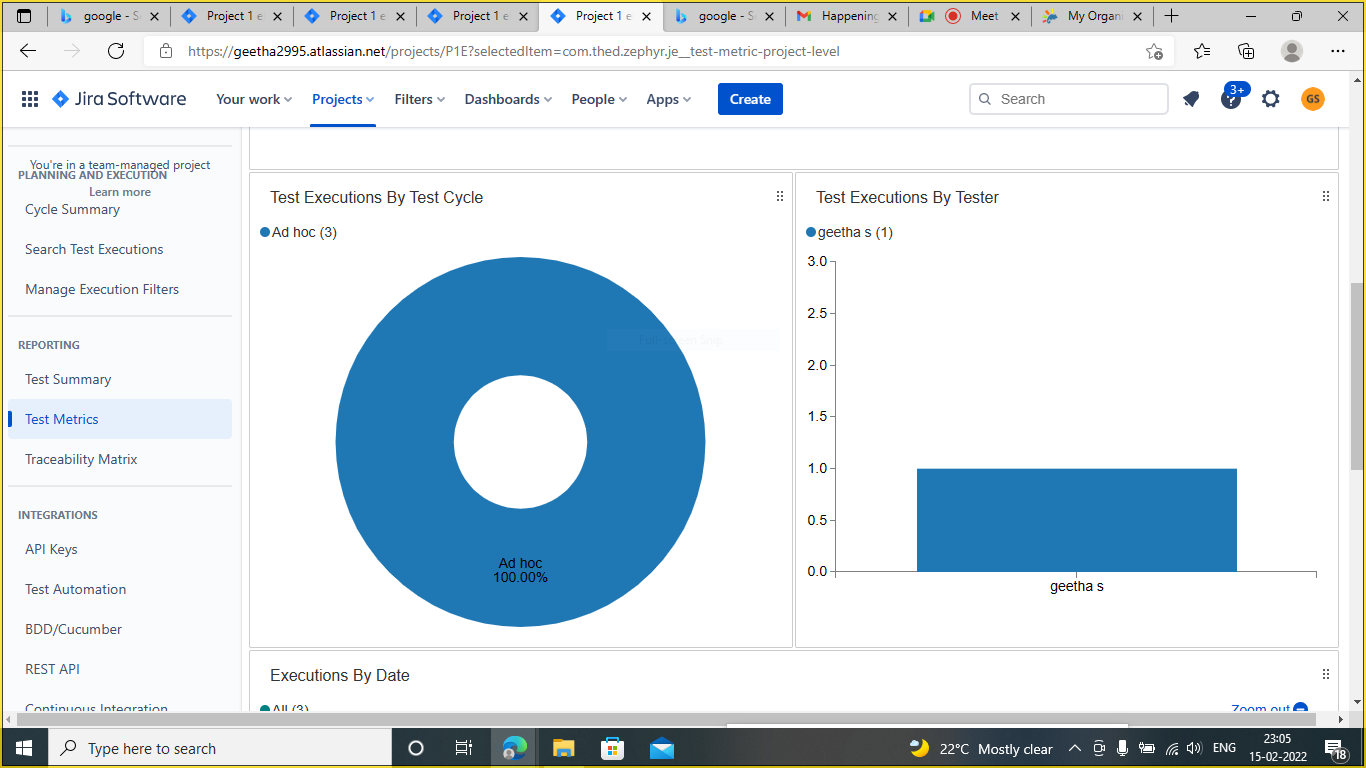 google - S
Project 1 e
Project 1 e
Project 1 e
Project 1 e
google - S
Happening
Meet
My Organi
https://geetha2995.atlassian.net/projects/P1E?selectedItem=com.thed.zephyr.je__test-metric-project-level
Jira Software
Your work
Projects
Filters
Dashboards
People
Apps
Create
Search
3+
GS
You're in a team-managed project
PLANNING AND EXECUTION
Learn more
Cycle Summary
Search Test Executions
Manage Execution Filters
REPORTING
Test Summary
Test Metrics
Traceability Matrix
INTEGRATIONS
API Keys
Test Automation
BDD/Cucumber
REST API
Continuous Integration
Test Executions By Test Cycle
Ad hoc (3)
Ad hoc
100.00%
Test Executions By Tester
geetha s (1)
3.0
2.5
2.0
1.5
1.0
0.5
0.0
geetha s
Executions By Date
All (3)
Zoom out
Type here to search
22°C Mostly clear
ENG
23:05
15-02-2022
18